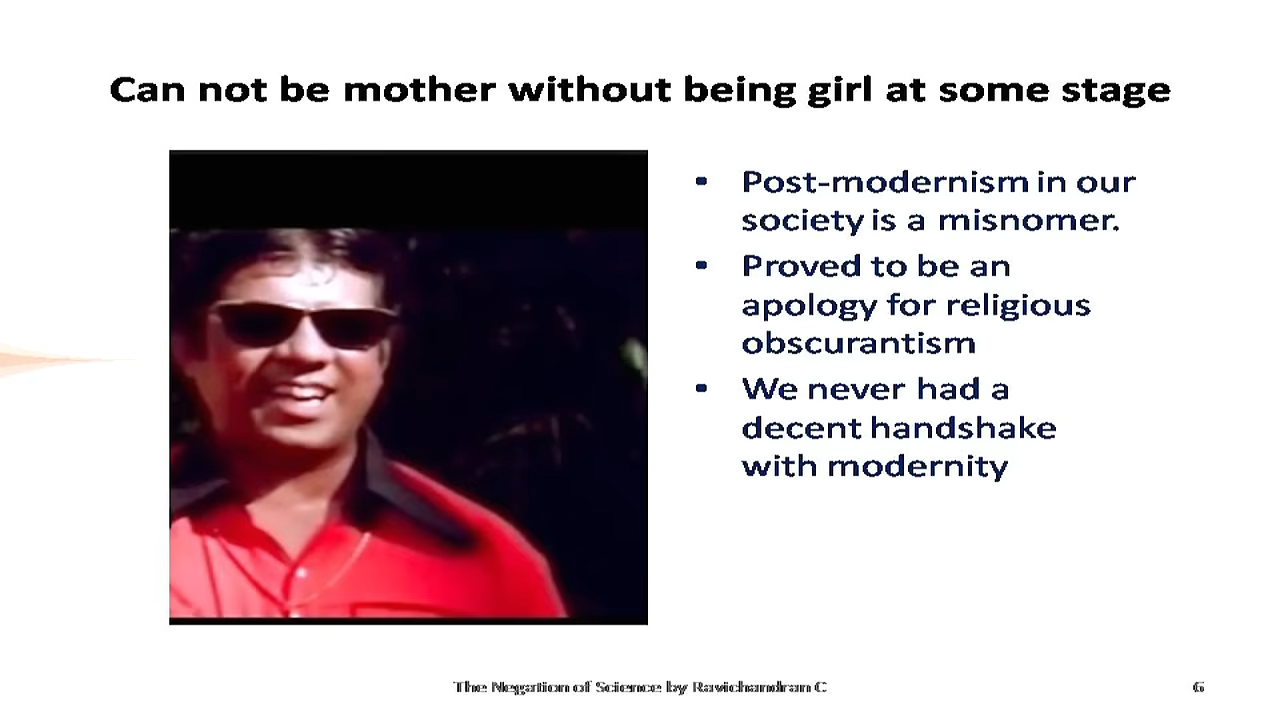 Can not be mother without being girl at some stage
• Post-modernism in our
society is a misnomer.
• Proved to be an
apology for religious
obscurantism
• We never had a
decent handshake
with modernity
The Negation of Science by Ravichandran C
6